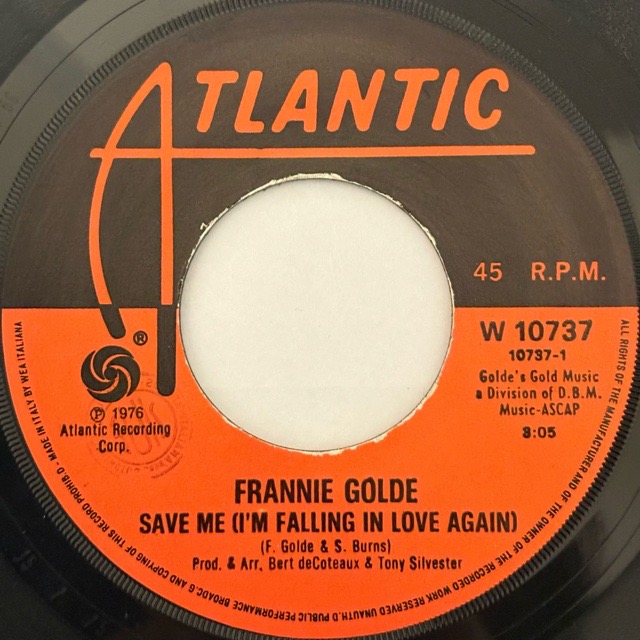 ATLANTIC
45 R.P.M.
®
W 10737
10737-1
Golde's Gold Music
a Division of D.B.M.
Music-ASCAP
3:05
Ⓟ 1976
Atlantic Recording
Corp.
FRANNIE GOLDE
SAVE ME (I'M FALLING IN LOVE AGAIN)
(F. Golde & S. Burns)
Prod. & Arr. Bert deCoteaux & Tony Silvester
ALL RIGHTS OF THE MANUFACTURER AND OF THE OWNER OF THE RECORDED WORK RESERVED UNAUTH.D PUBLIC PERFORMANCE BROADC.G AND COPYING OF THIS RECORD PROHIB.D - MADE IN ITALY BY WEA ITALIANA